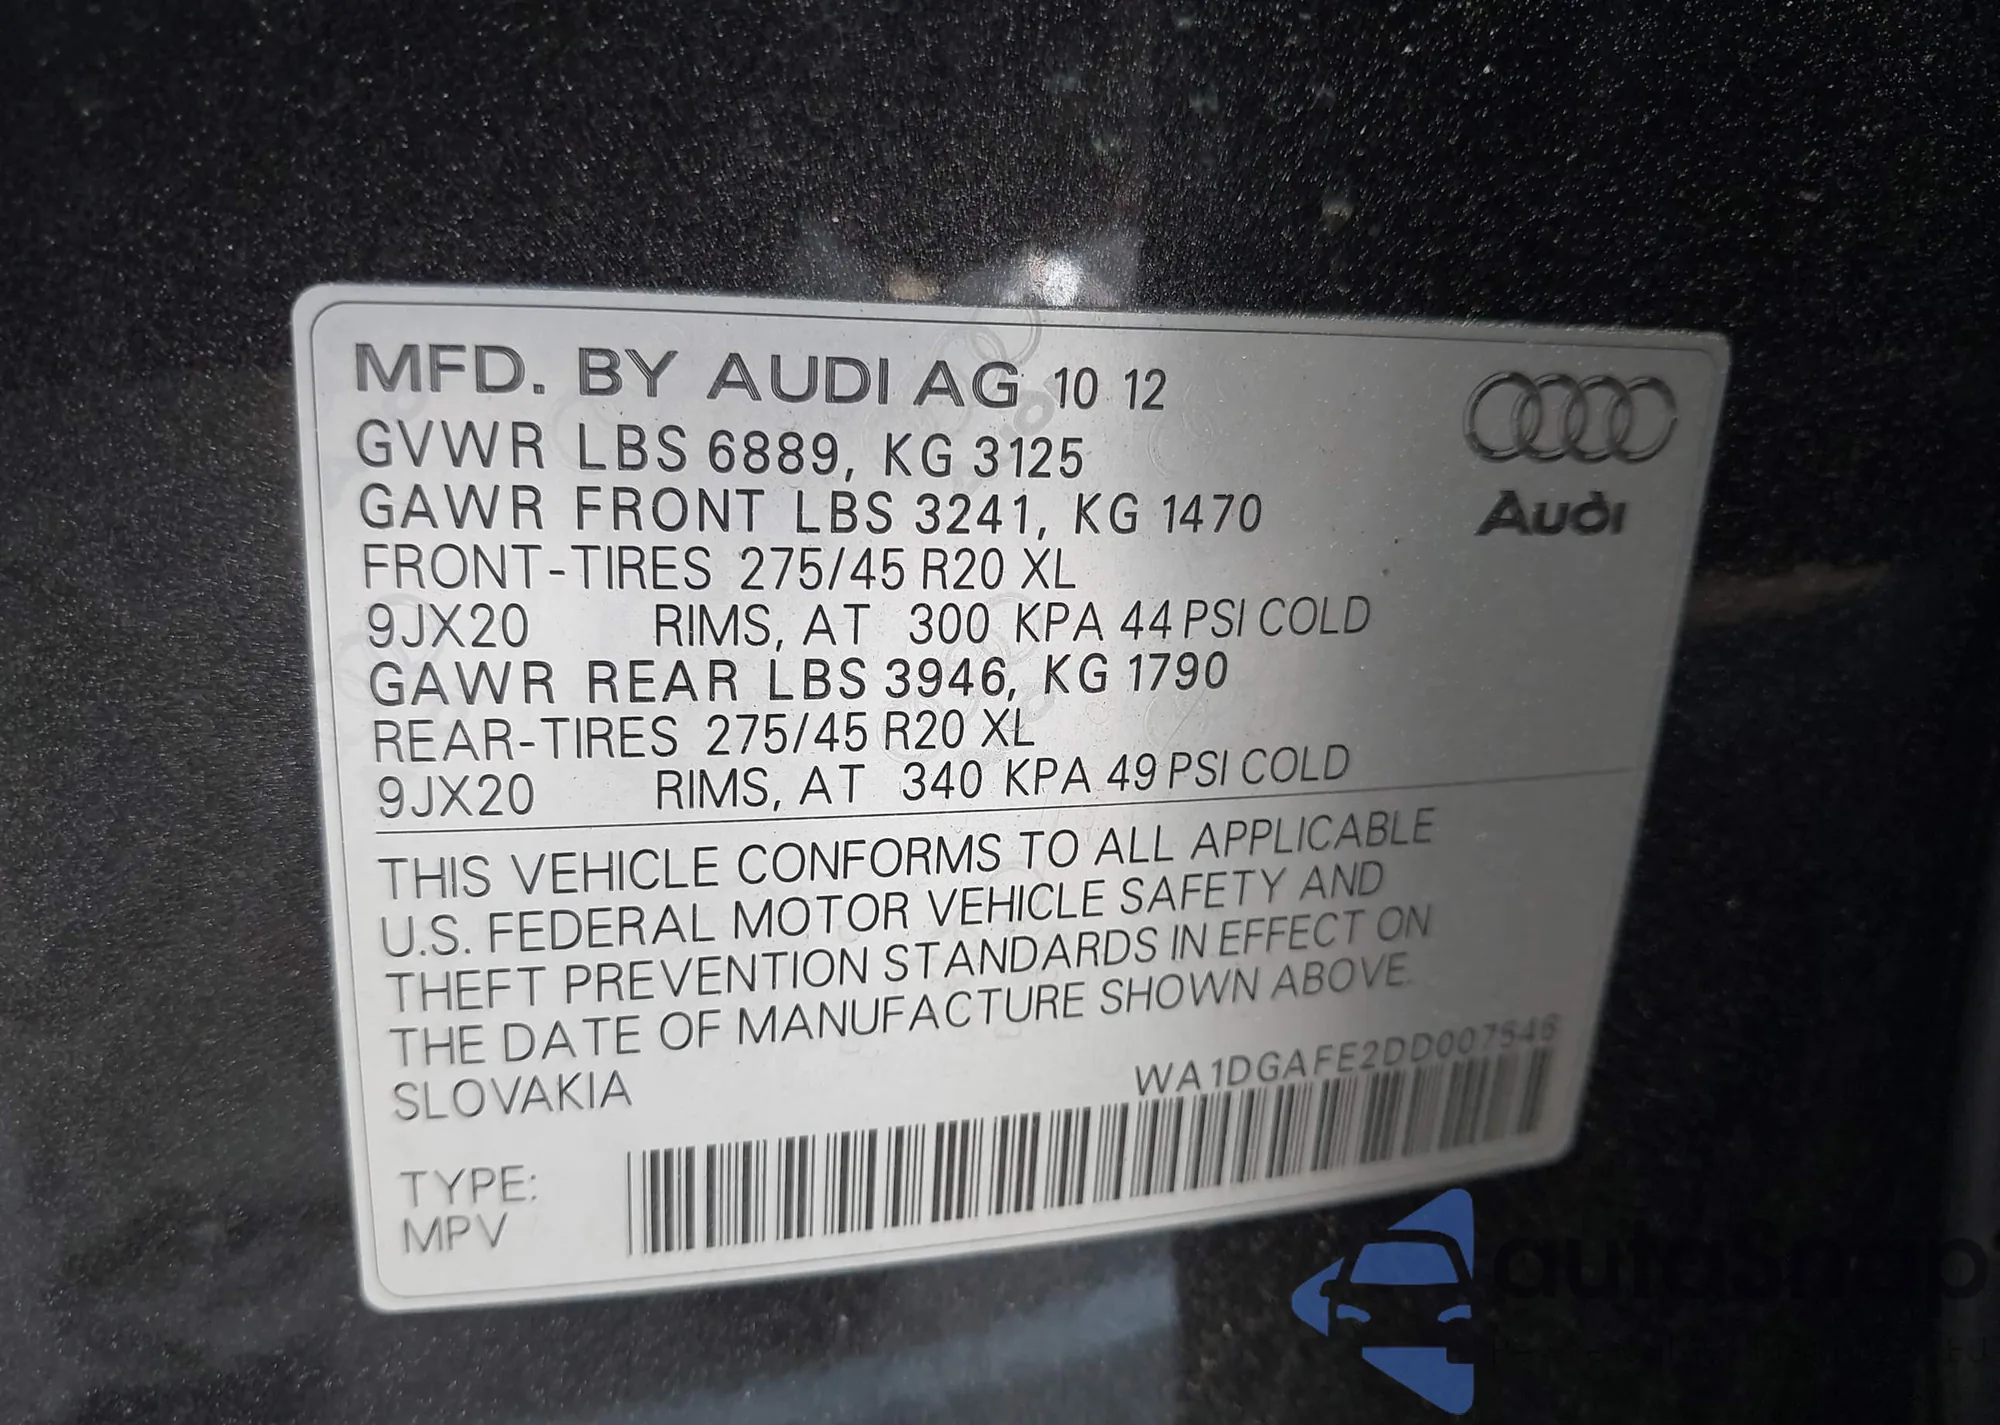 MFD. BY AUDI AG 10 12
GVWR LBS 6889, KG 3125
GAWR FRONT LBS 3241, KG 1470
FRONT-TIRES 275/45 R20 XL
9JX20 RIMS, AT 300 KPA 44 PSI COLD
GAWR REAR LBS 3946, KG 1790
REAR-TIRES 275/45 R20 XL
9JX20 RIMS, AT 340 KPA 49 PSI COLD
Audi
THIS VEHICLE CONFORMS TO ALL APPLICABLE
U.S. FEDERAL MOTOR VEHICLE SAFETY AND
THEFT PREVENTION STANDARDS IN EFFECT ON
THE DATE OF MANUFACTURE SHOWN ABOVE.
SLOVAKIA
WA1DGAFE2DD007546
TYPE:
MPV
autosnap